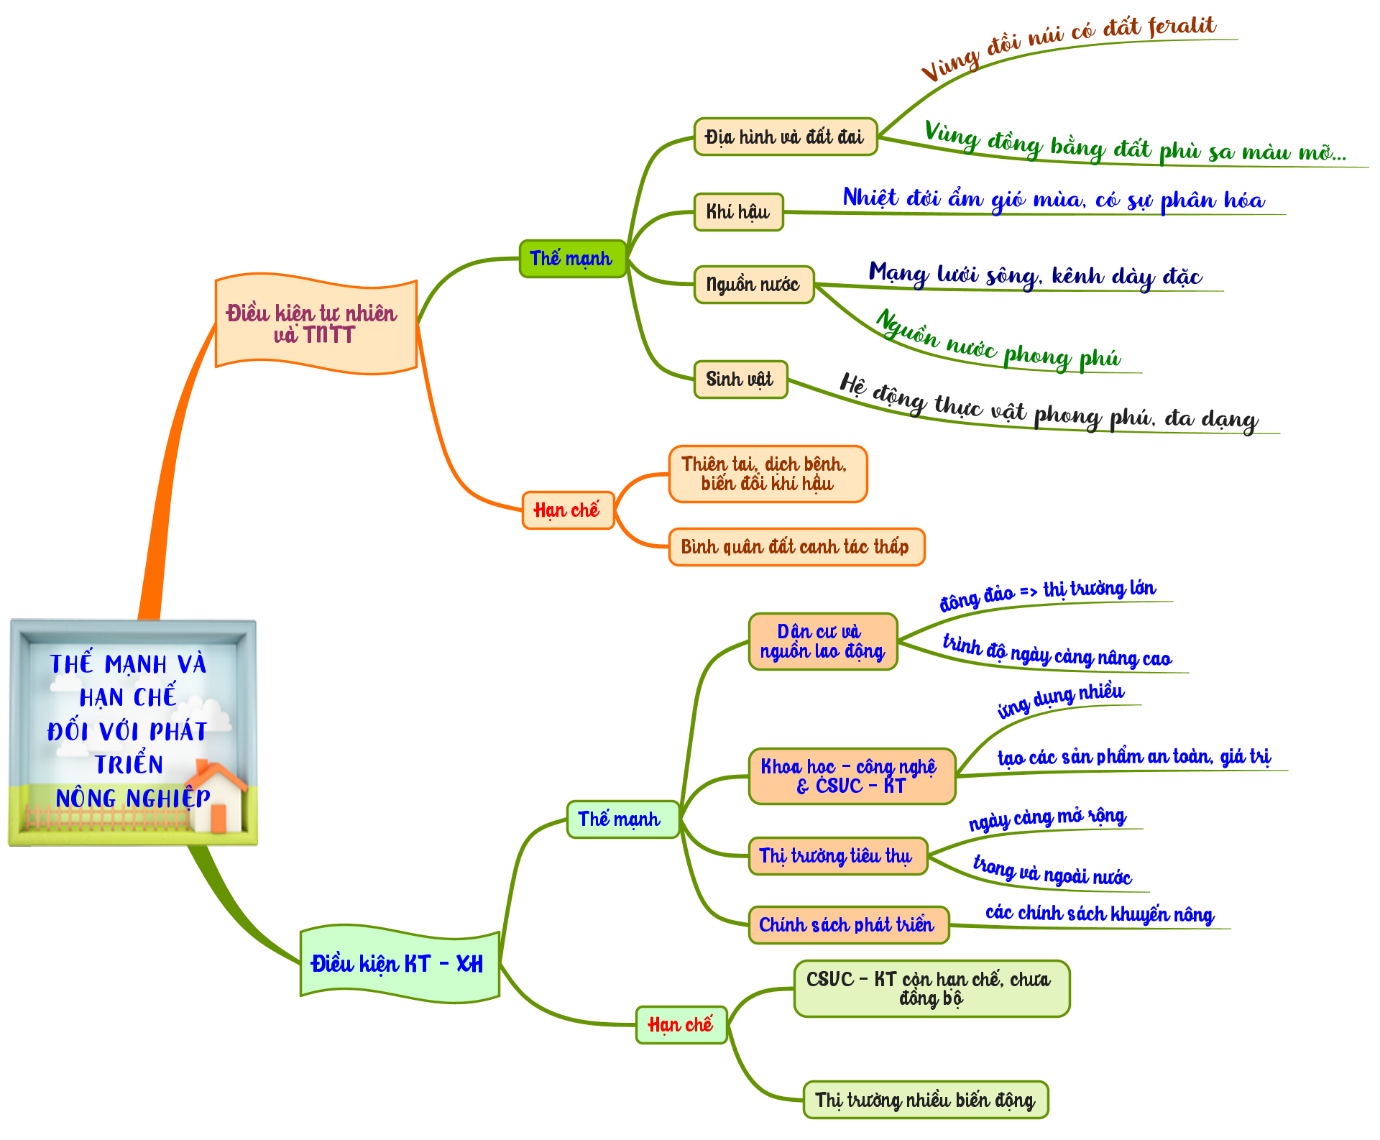 THẾ MẠNH VÀ
HẠN CHẾ
ĐỐI VỚI PHÁT
TRIỂN
NÔNG NGHIỆP
Điều kiện tự nhiên
và TNTT
Thế mạnh
Địa hình và đất đai
Vùng đồi núi có đất feralit
Vùng đồng bằng đất phù sa màu mỡ...
Khí hậu
Nhiệt đới ẩm gió mùa, có sự phân hóa
Nguồn nước
Mạng lưới sông, kênh dày đặc
Nguồn nước phong phú
Sinh vật
Hệ động thực vật phong phú, đa dạng
Hạn chế
Thiên tai, dịch bệnh,
biến đổi khí hậu
Bình quân đất canh tác thấp
Điều kiện KT - XH
Thế mạnh
Dân cư và
nguồn lao động
đông đảo => thị trường lớn
trình độ ngày càng nâng cao
Khoa học - công nghệ
& CSVC - KT
ứng dụng nhiều
tạo các sản phẩm an toàn, giá trị
Thị trường tiêu thụ
ngày càng mở rộng
trong và ngoài nước
Chính sách phát triển
các chính sách khuyến nông
Hạn chế
CSVC - KT còn hạn chế, chưa
đồng bộ
Thị trường nhiều biến động